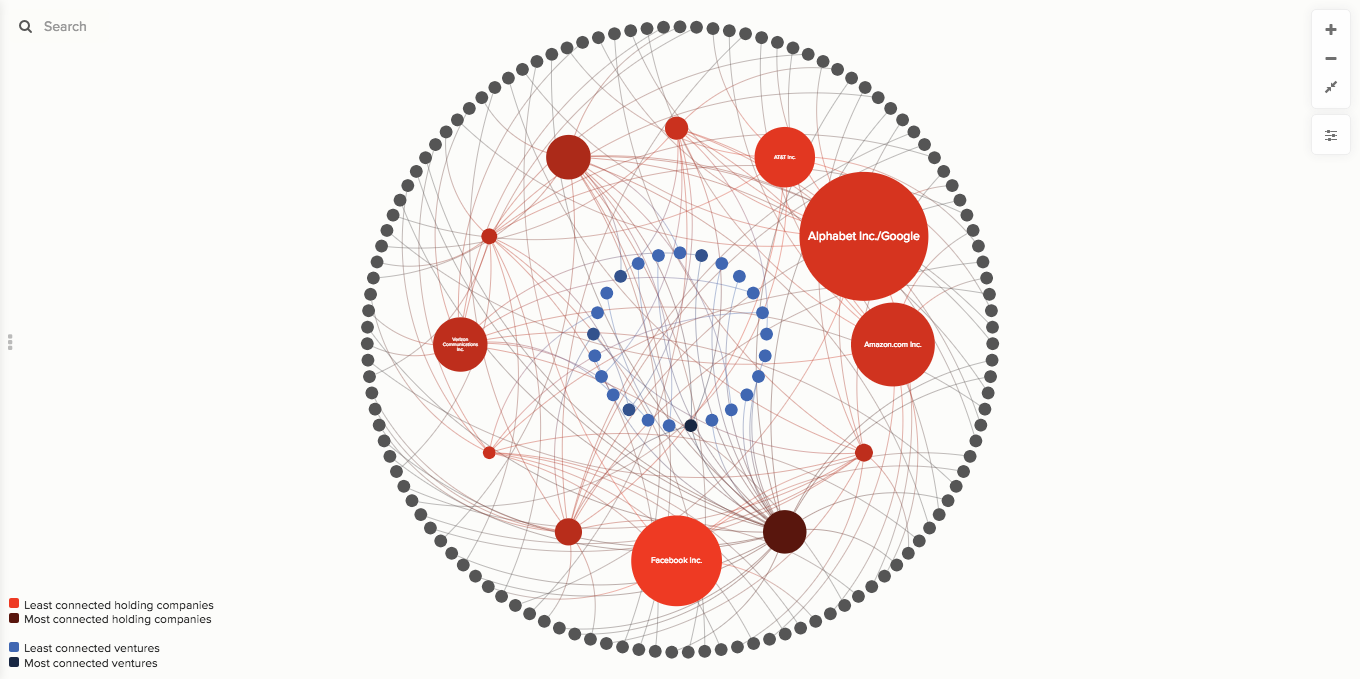 Search
AT&T Inc.
Alphabet Inc./Google
Verizon
Communications
Inc.
Amazon.com Inc.
Facebook Inc.
Least connected holding companies
Most connected holding companies
Least connected ventures
Most connected ventures